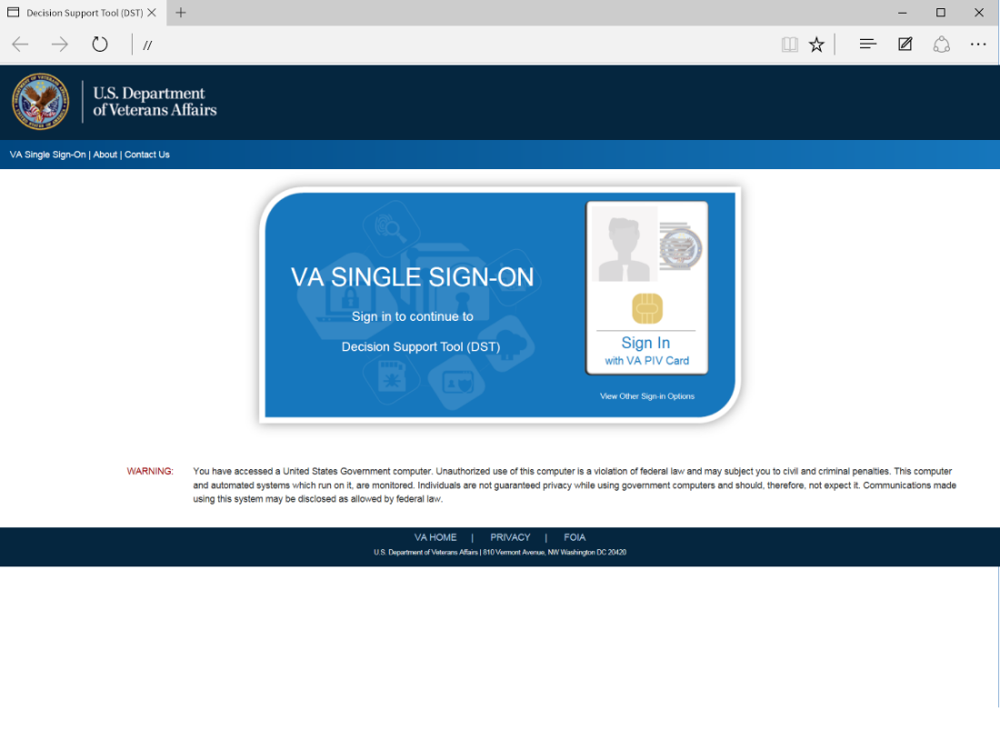 Decision Support Tool (DST)
//
U.S. Department
of Veterans Affairs
VA Single Sign-On | About | Contact Us
VA SINGLE SIGN-ON
Sign in to continue to
Decision Support Tool (DST)
Sign In
with VA PIV Card
View Other Sign-in Options
WARNING: You have accessed a United States Government computer. Unauthorized use of this computer is a violation of federal law and may subject you to civil and criminal penalties. This computer
and automated systems which run on it, are monitored. Individuals are not guaranteed privacy while using government computers and should, therefore, not expect it. Communications made
using this system may be disclosed as allowed by federal law.
VA HOME | PRIVACY | FOIA
U.S. Department of Veterans Affairs | 810 Vermont Avenue, NW Washington DC 20420